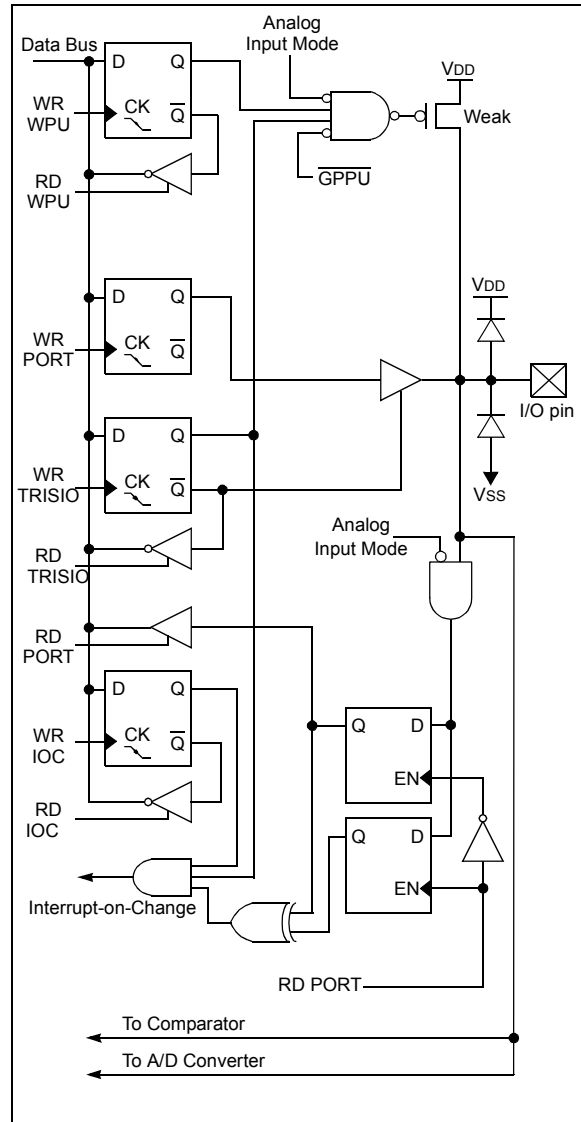 Analog
Input Mode
Data Bus
D Q
VDD
WR
WPU
CK
Q̅
Weak
RD
WPU
G̅P̅P̅U̅
D Q
VDD
WR
PORT
CK
Q̅
I/O pin
D Q
WR
TRISIO
CK
Q̅
VSS
Analog
Input Mode
RD
TRISIO
RD
PORT
D Q
Q D
WR
IOC
CK
Q̅
EN
RD
IOC
Q D
Interrupt-on-Change
EN
RD PORT
To Comparator
To A/D Converter